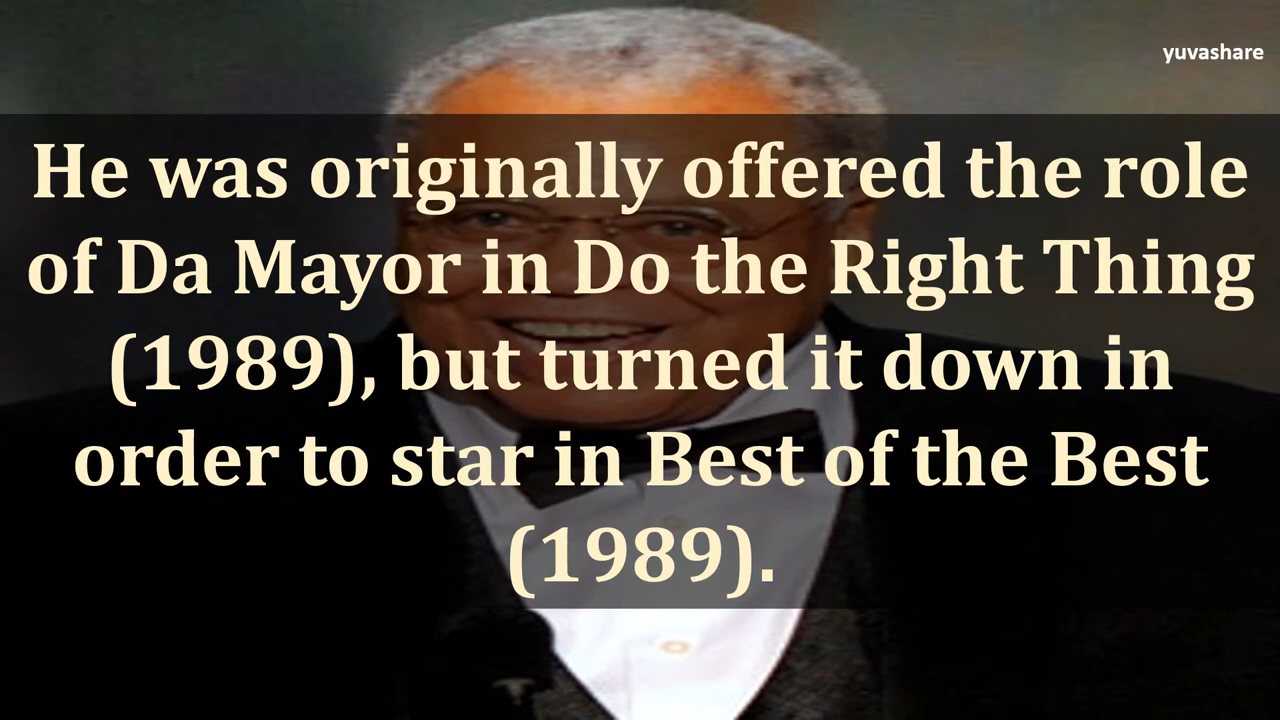 yuvashare
He was originally offered the role
of Da Mayor in Do the Right Thing
(1989), but turned it down in
order to star in Best of the Best
(1989).